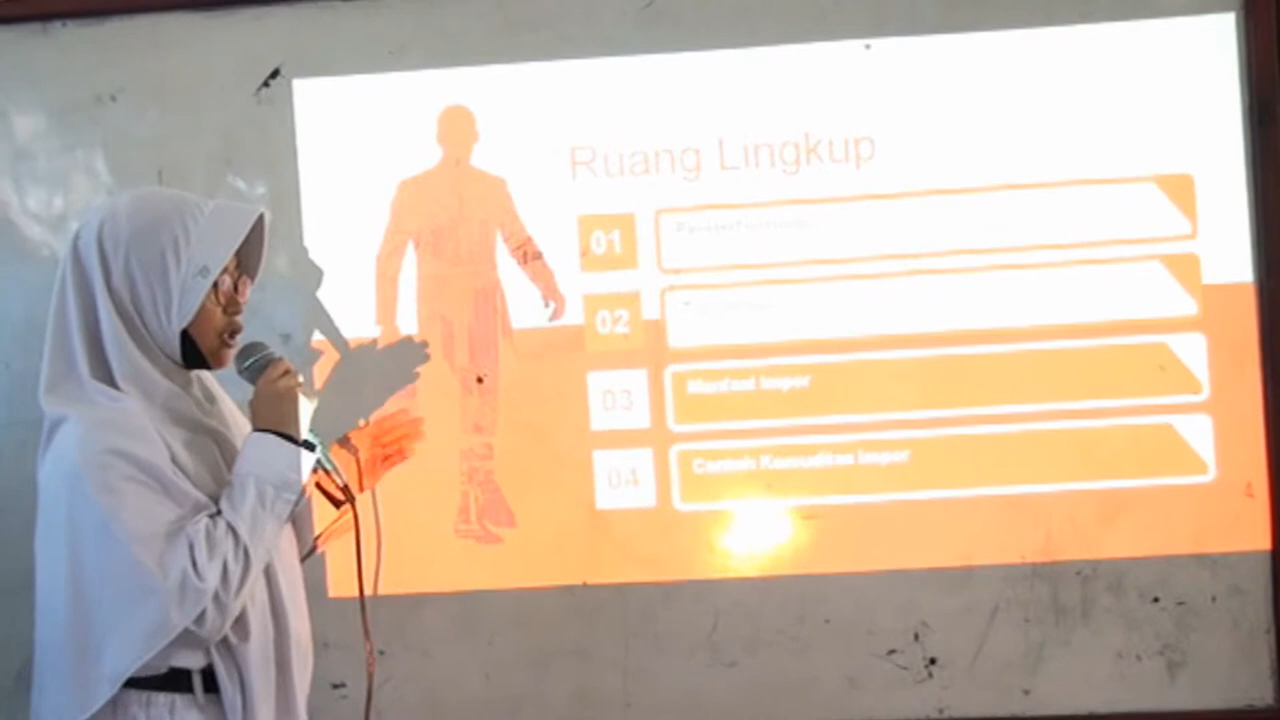 Ruang Lingkup
01
02
03
Manfaat Impor
04
Contoh Komoditas Impor